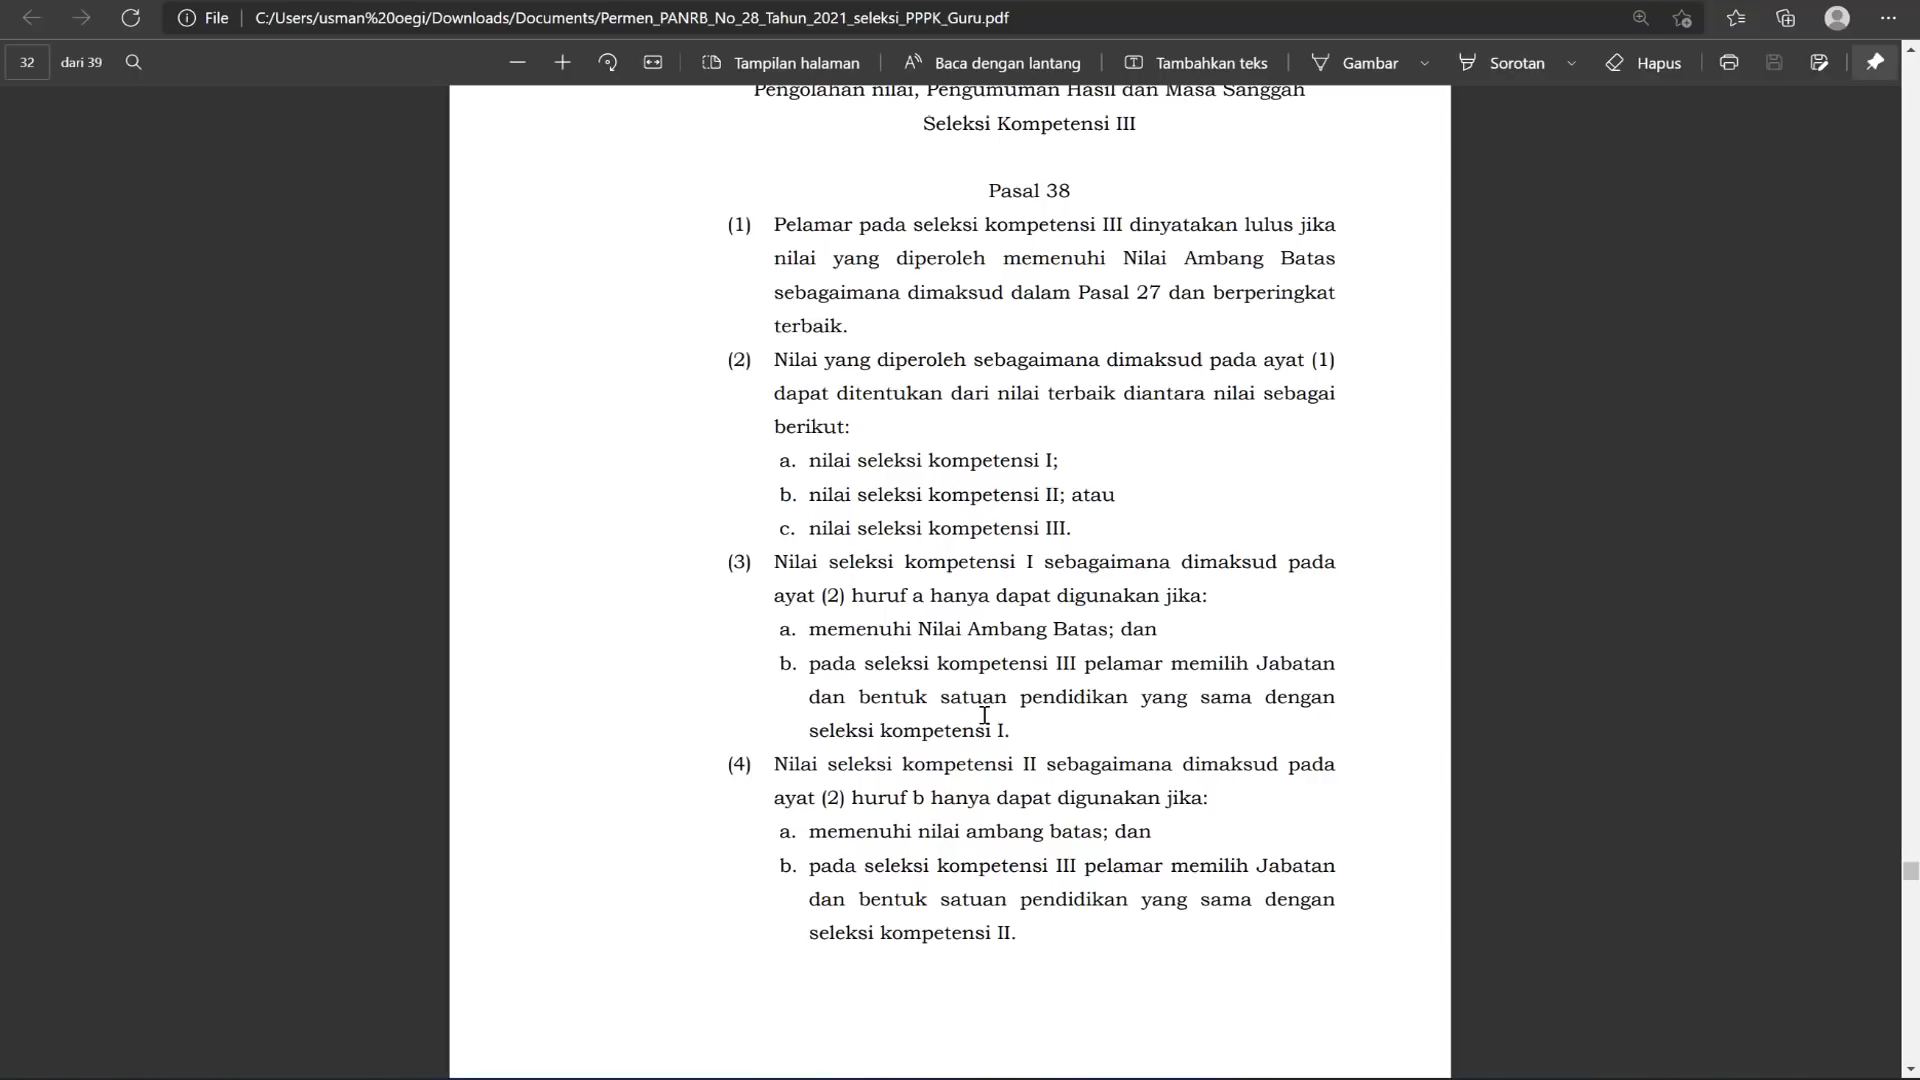 File C:/Users/usman%20oegi/Downloads/Documents/Permen_PANRB_No_28_Tahun_2021_seleksi_PPPK_Guru.pdf
32 dari 39 Tampilan halaman Baca dengan lantang Tambahkan teks Gambar Sorotan Hapus
Pengolahan nilai, Pengumuman Hasil dan Masa Sanggah
Seleksi Kompetensi III
Pasal 38
(1) Pelamar pada seleksi kompetensi III dinyatakan lulus jika
nilai yang diperoleh memenuhi Nilai Ambang Batas
sebagaimana dimaksud dalam Pasal 27 dan berperingkat
terbaik.
(2) Nilai yang diperoleh sebagaimana dimaksud pada ayat (1)
dapat ditentukan dari nilai terbaik diantara nilai sebagai
berikut:
a. nilai seleksi kompetensi I;
b. nilai seleksi kompetensi II; atau
c. nilai seleksi kompetensi III.
(3) Nilai seleksi kompetensi I sebagaimana dimaksud pada
ayat (2) huruf a hanya dapat digunakan jika:
a. memenuhi Nilai Ambang Batas; dan
b. pada seleksi kompetensi III pelamar memilih Jabatan
dan bentuk satuan pendidikan yang sama dengan
seleksi kompetensi I.
(4) Nilai seleksi kompetensi II sebagaimana dimaksud pada
ayat (2) huruf b hanya dapat digunakan jika:
a. memenuhi nilai ambang batas; dan
b. pada seleksi kompetensi III pelamar memilih Jabatan
dan bentuk satuan pendidikan yang sama dengan
seleksi kompetensi II.